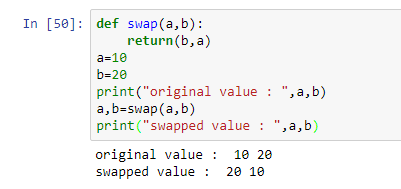 In [50]: def swap(a,b):
    return(b,a)
a=10
b=20
print("original value : ",a,b)
a,b=swap(a,b)
print("swapped value : ",a,b)
original value :  10 20
swapped value :  20 10